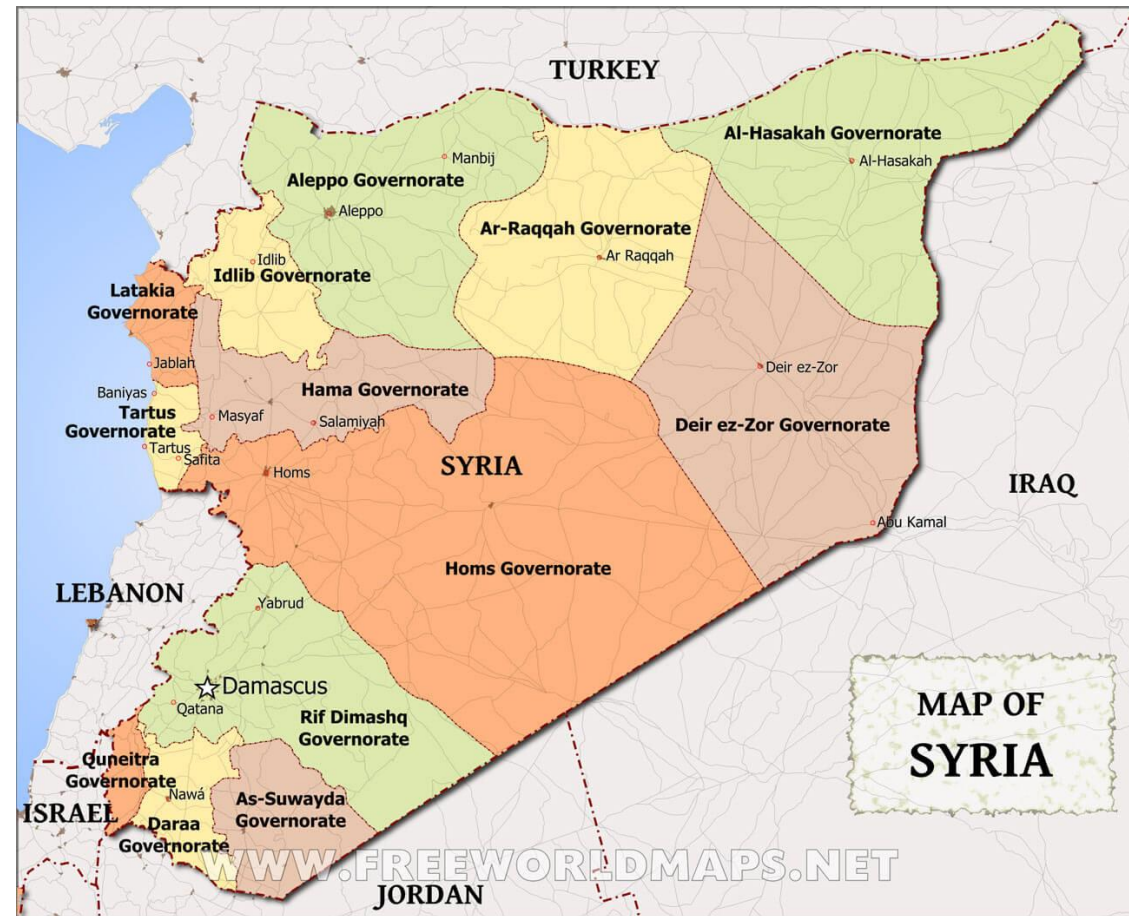 TURKEY
Al-Hasakah Governorate
Manbij
Al-Hasakah
Aleppo Governorate
Aleppo
Ar-Raqqah Governorate
Idlib
Ar Raqqah
Idlib Governorate
Latakia
Governorate
Jablah
Deir ez-Zor
Baniyas
Hama Governorate
Tartus
Governorate
Masyaf
Salamiyah
Deir ez-Zor Governorate
Tartus
Safita
SYRIA
Homs
IRAQ
Abu Kamal
Homs Governorate
LEBANON
Yabrud
Damascus
Qatana
Rif Dimashq
Governorate
MAP OF
SYRIA
Quneitra
Governorate
Nawá
As-Suwayda
Governorate
ISRAEL
Daraa
Governorate
WWW.FREEWORLDMAPS.NET
JORDAN